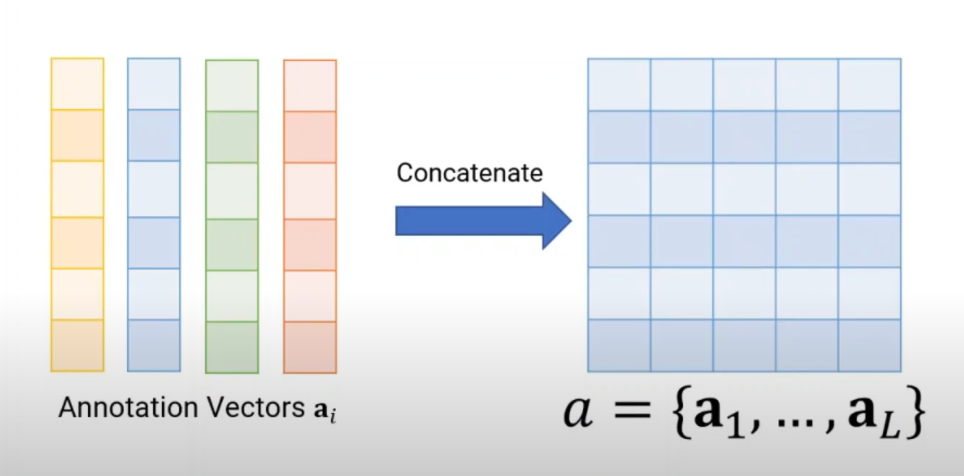 Concatenate
Annotation Vectors 𝐚ᵢ
𝑎 = {𝐚₁, … , 𝐚_L}